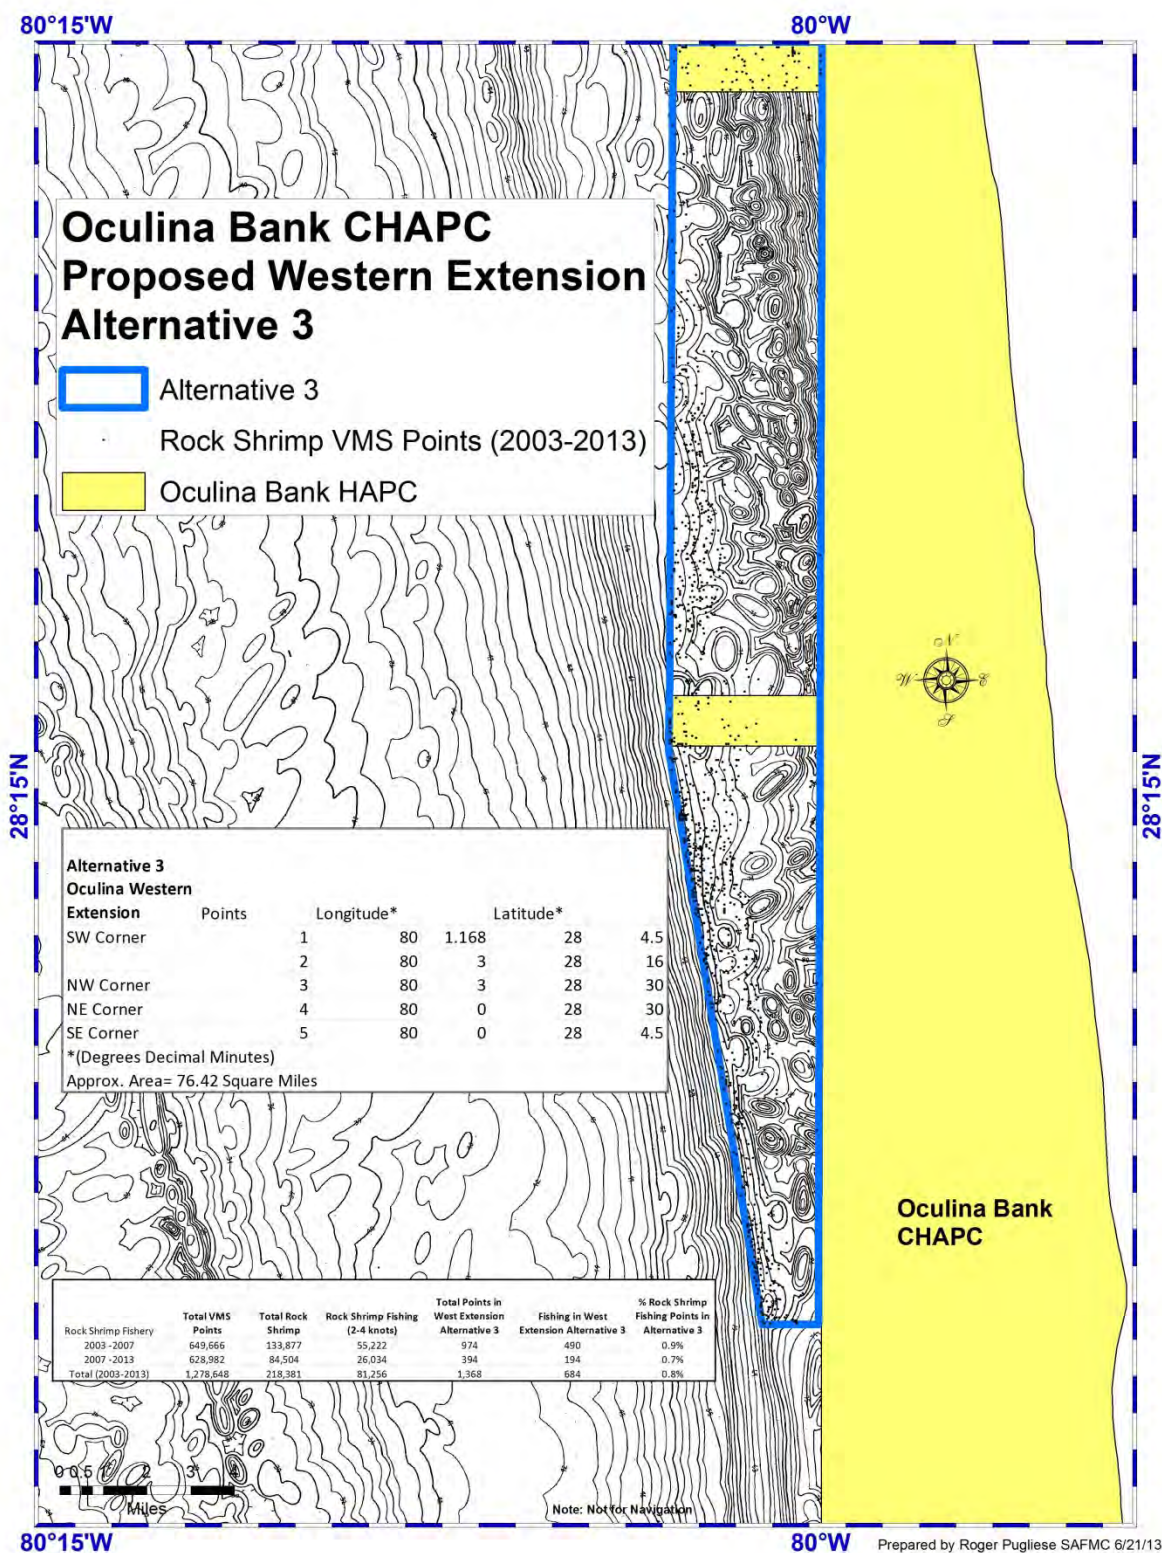 80°15'W 80°W
Oculina Bank CHAPC
Proposed Western Extension
Alternative 3
Alternative 3
Rock Shrimp VMS Points (2003-2013)
Oculina Bank HAPC
N
W E
S
28°15'N 28°15'N
Alternative 3
Oculina Western
Extension Points Longitude* Latitude*
SW Corner 1 80 1.168 28 4.5
2 80 3 28 16
NW Corner 3 80 3 28 30
NE Corner 4 80 0 28 30
SE Corner 5 80 0 28 4.5
*(Degrees Decimal Minutes)
Approx. Area= 76.42 Square Miles
Oculina Bank
CHAPC
Total Points in % Rock Shrimp
Total VMS Total Rock Rock Shrimp Fishing West Extension Fishing in West Fishing Points in
Rock Shrimp Fishery Points Shrimp (2-4 knots) Alternative 3 Extension Alternative 3 Alternative 3
2003 -2007 649,666 133,877 55,222 974 490 0.9%
2007 -2013 628,982 84,504 26,034 394 194 0.7%
Total (2003-2013) 1,278,648 218,381 81,256 1,368 684 0.8%
0 0.5 1 2 3 4
Miles
Note: Not for Navigation
80°15'W 80°W
Prepared by Roger Pugliese SAFMC 6/21/13